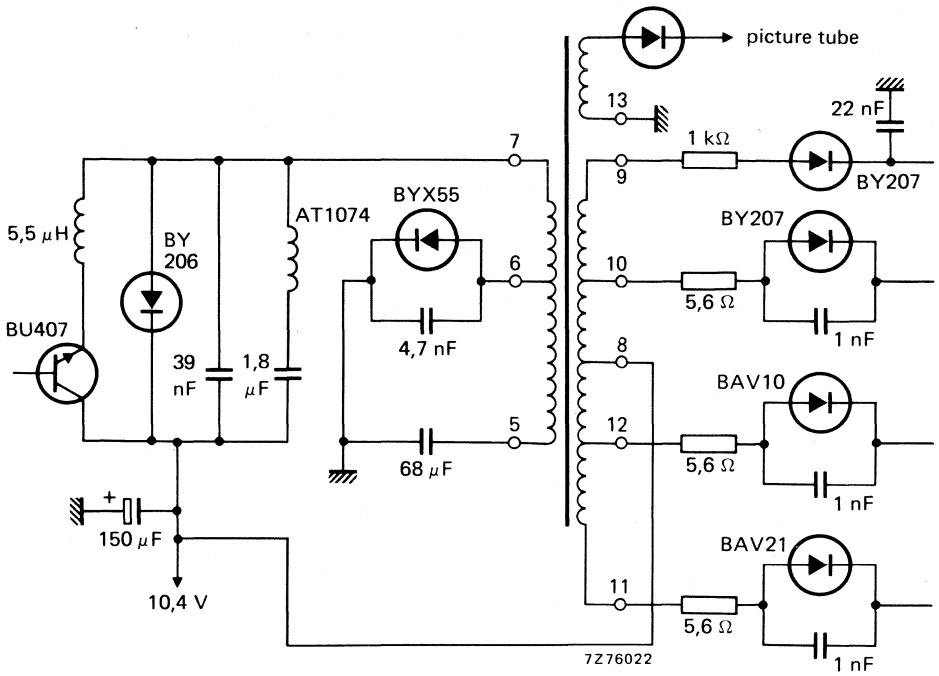 picture tube
13
22 nF
7
1 kΩ
9
BY207
BYX55
AT1074
BY207
5,5 μH
BY
206
6
10
5,6 Ω
1 nF
BU407
4,7 nF
8
39
nF
1,8
μF
BAV10
5
12
68 μF
5,6 Ω
1 nF
+
150 μF
BAV21
10,4 V
11
5,6 Ω
1 nF
7Z76022